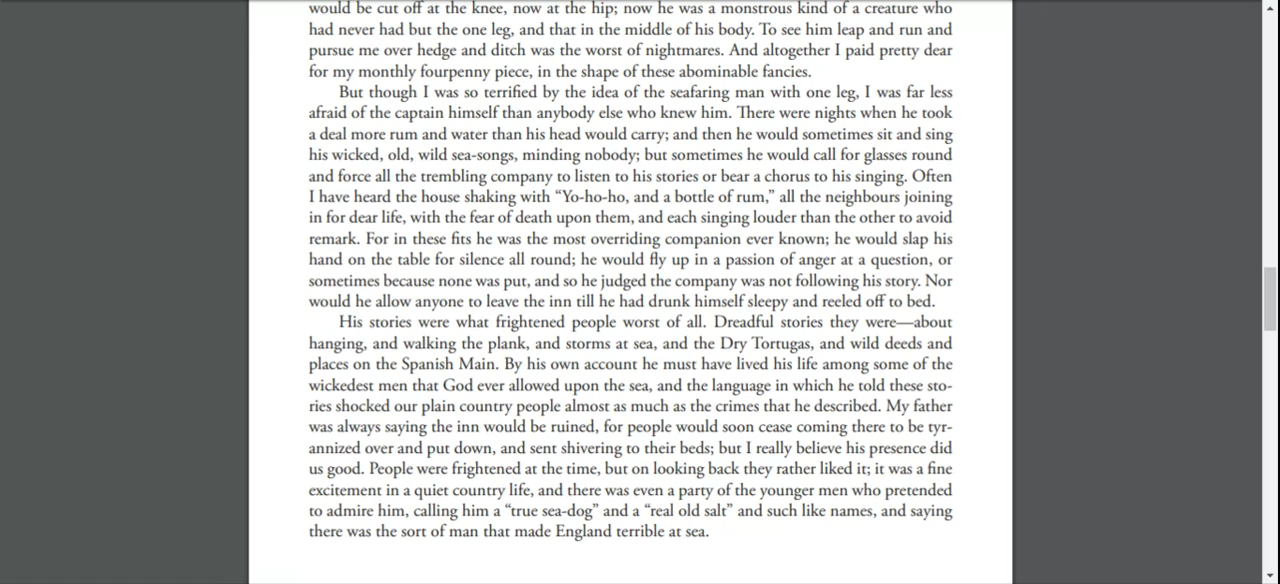 would be cut off at the knee, now at the hip; now he was a monstrous kind of a creature who
had never had but the one leg, and that in the middle of his body. To see him leap and run and
pursue me over hedge and ditch was the worst of nightmares. And altogether I paid pretty dear
for my monthly fourpenny piece, in the shape of these abominable fancies.
But though I was so terrified by the idea of the seafaring man with one leg, I was far less
afraid of the captain himself than anybody else who knew him. There were nights when he took
a deal more rum and water than his head would carry; and then he would sometimes sit and sing
his wicked, old, wild sea-songs, minding nobody; but sometimes he would call for glasses round
and force all the trembling company to listen to his stories or bear a chorus to his singing. Often
I have heard the house shaking with “Yo-ho-ho, and a bottle of rum,” all the neighbours joining
in for dear life, with the fear of death upon them, and each singing louder than the other to avoid
remark. For in these fits he was the most overriding companion ever known; he would slap his
hand on the table for silence all round; he would fly up in a passion of anger at a question, or
sometimes because none was put, and so he judged the company was not following his story. Nor
would he allow anyone to leave the inn till he had drunk himself sleepy and reeled off to bed.
His stories were what frightened people worst of all. Dreadful stories they were—about
hanging, and walking the plank, and storms at sea, and the Dry Tortugas, and wild deeds and
places on the Spanish Main. By his own account he must have lived his life among some of the
wickedest men that God ever allowed upon the sea, and the language in which he told these sto-
ries shocked our plain country people almost as much as the crimes that he described. My father
was always saying the inn would be ruined, for people would soon cease coming there to be tyr-
annized over and put down, and sent shivering to their beds; but I really believe his presence did
us good. People were frightened at the time, but on looking back they rather liked it; it was a fine
excitement in a quiet country life, and there was even a party of the younger men who pretended
to admire him, calling him a “true sea-dog” and a “real old salt” and such like names, and saying
there was the sort of man that made England terrible at sea.